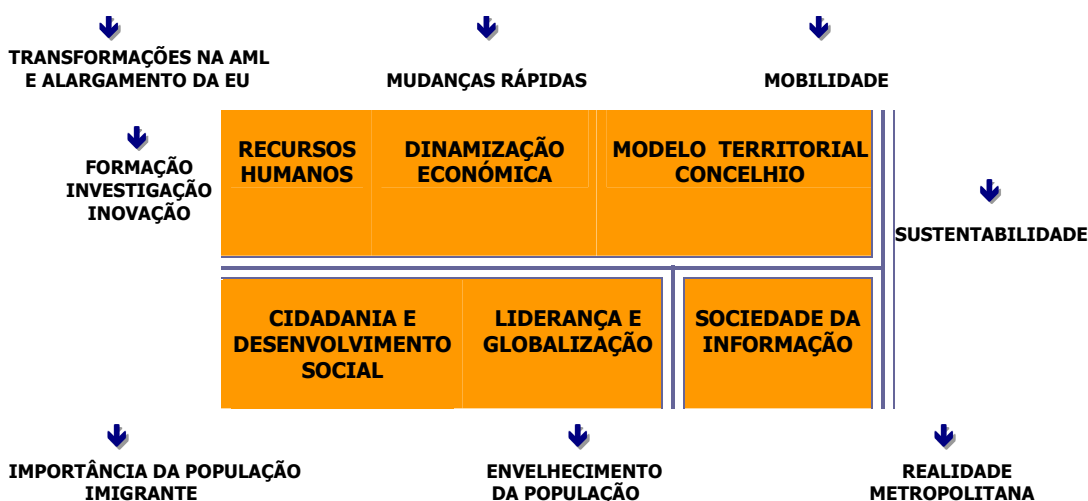 TRANSFORMAÇÕES NA AML
E ALARGAMENTO DA EU
MUDANÇAS RÁPIDAS
MOBILIDADE
FORMAÇÃO
INVESTIGAÇÃO
INOVAÇÃO
RECURSOS
HUMANOS
DINAMIZAÇÃO
ECONÓMICA
MODELO TERRITORIAL
CONCELHIO
SUSTENTABILIDADE
CIDADANIA E
DESENVOLVIMENTO
SOCIAL
LIDERANÇA E
GLOBALIZAÇÃO
SOCIEDADE DA
INFORMAÇÃO
IMPORTÂNCIA DA POPULAÇÃO
IMIGRANTE
ENVELHECIMENTO
DA POPULAÇÃO
REALIDADE
METROPOLITANA